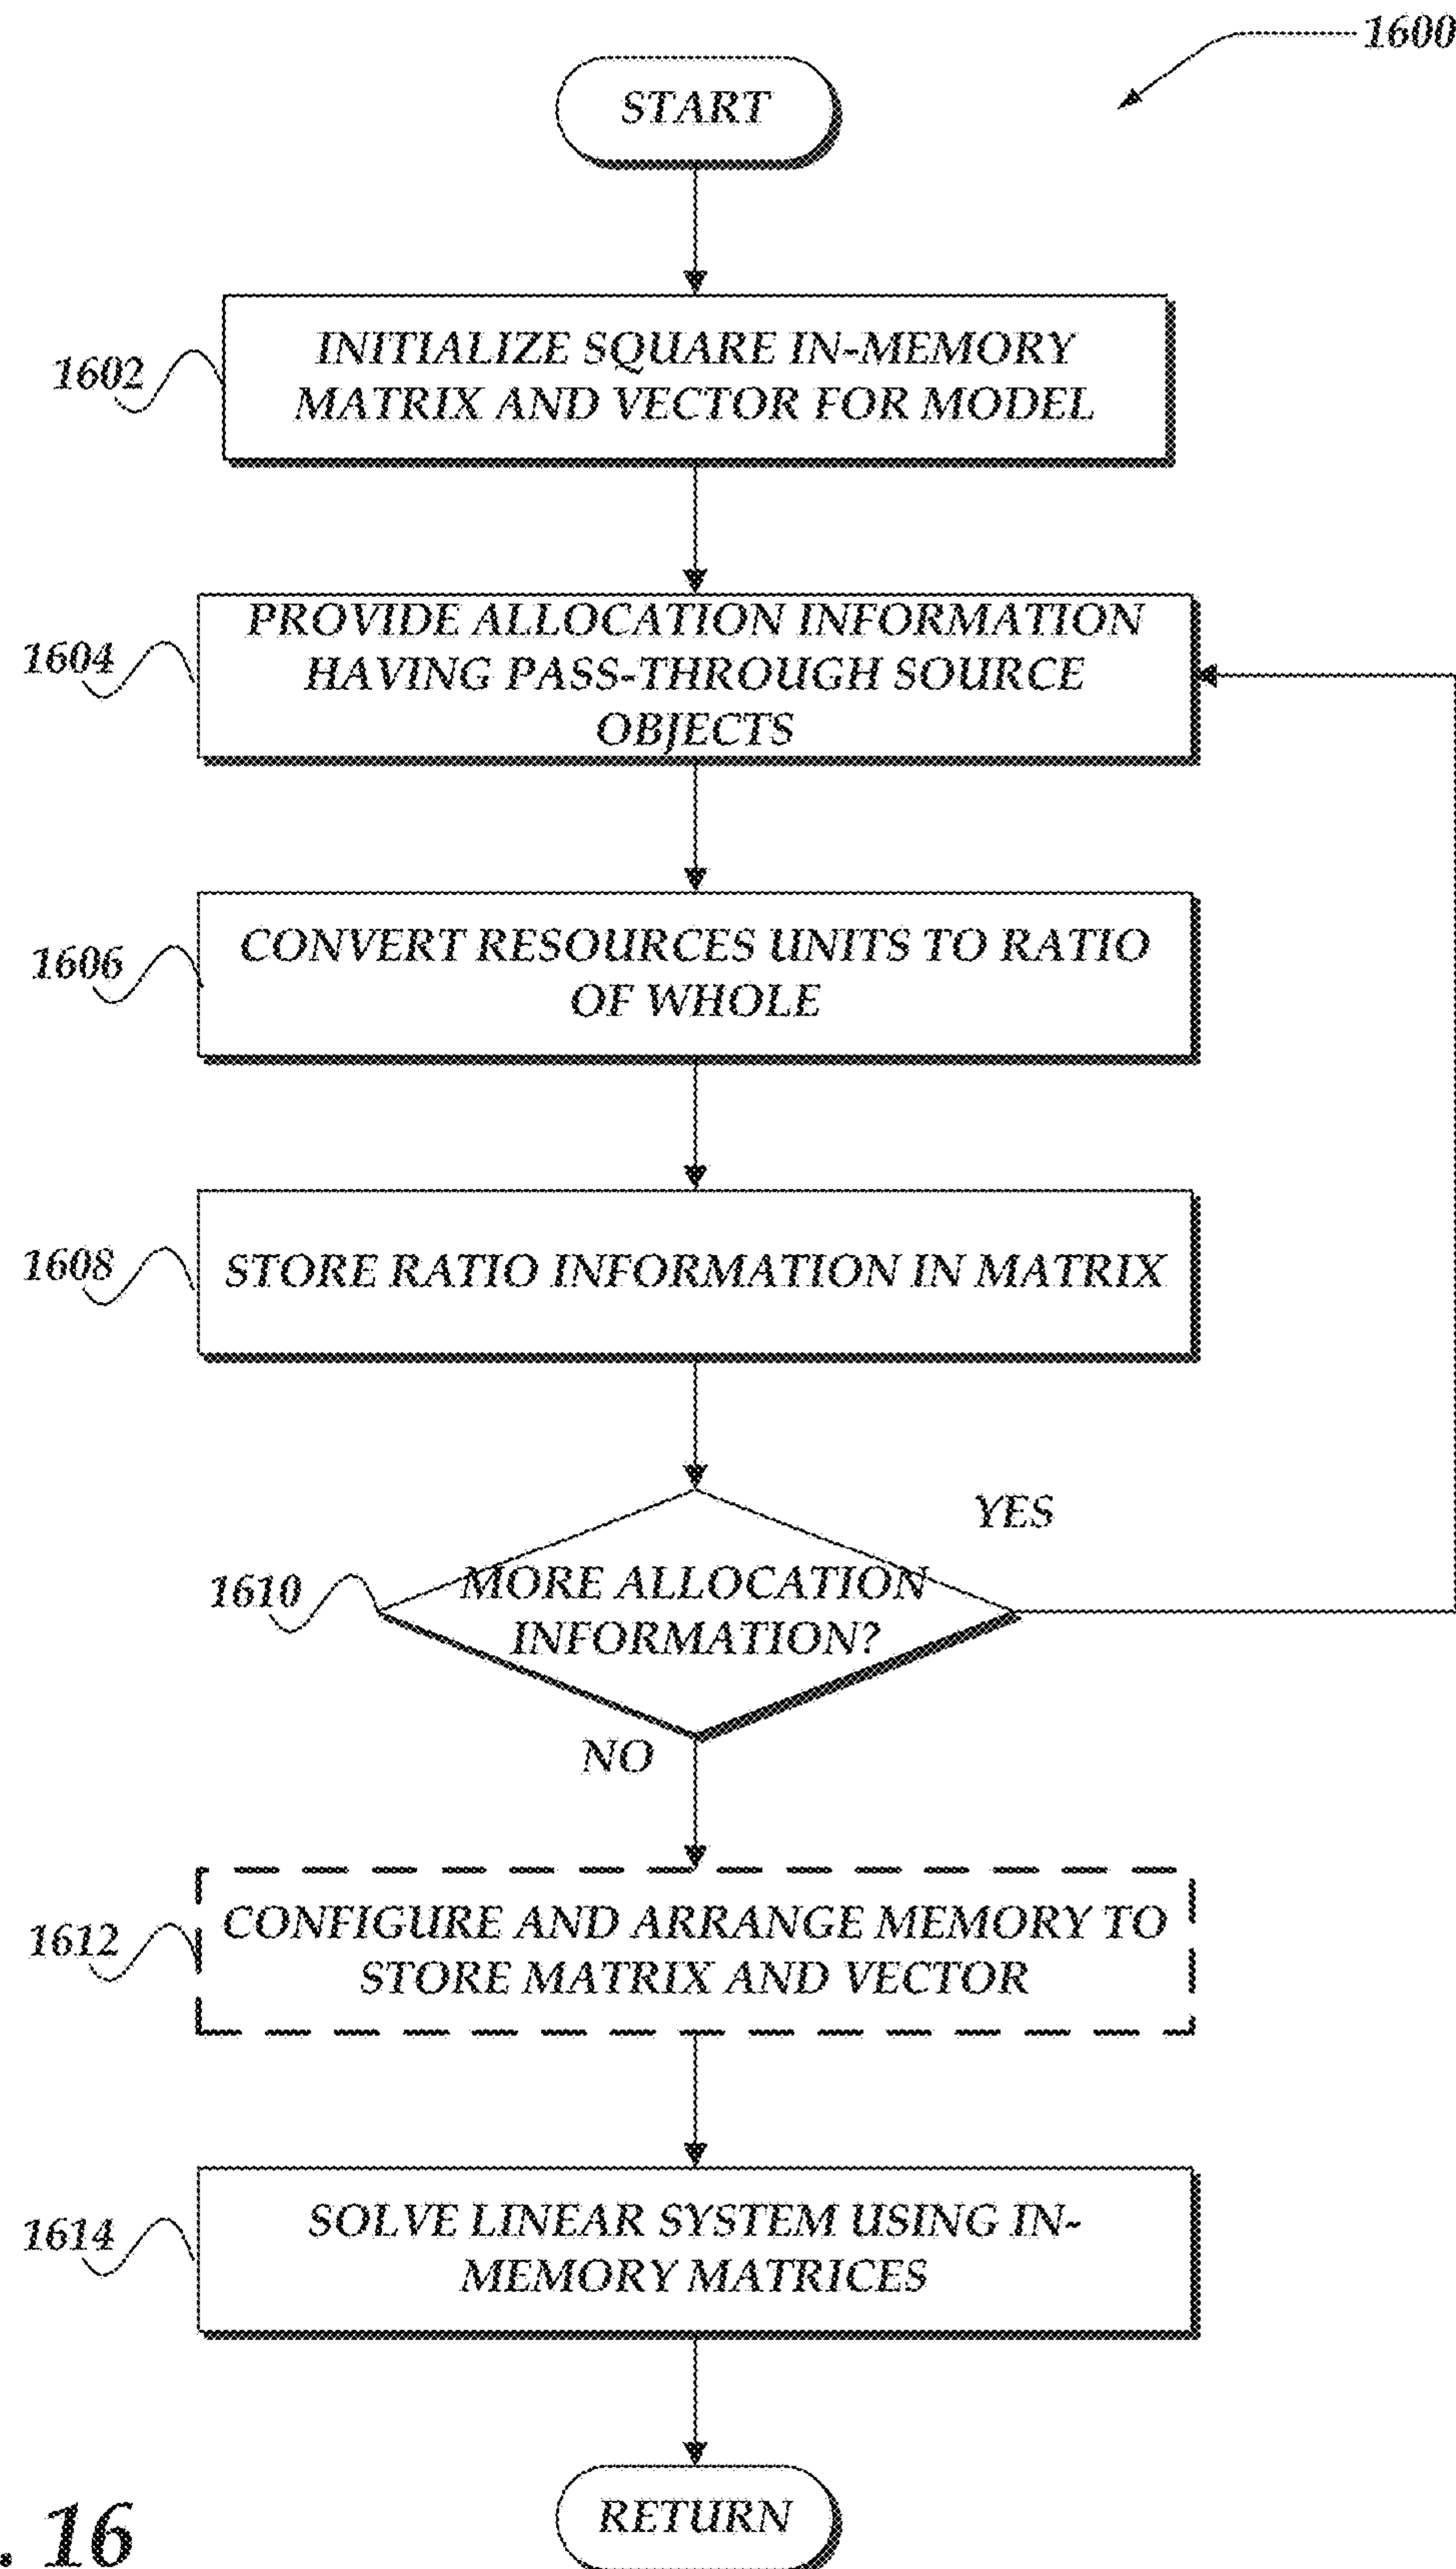 1600
START
1602
INITIALIZE SQUARE IN-MEMORY
MATRIX AND VECTOR FOR MODEL
1604
PROVIDE ALLOCATION INFORMATION
HAVING PASS-THROUGH SOURCE
OBJECTS
1606
CONVERT RESOURCES UNITS TO RATIO
OF WHOLE
1608
STORE RATIO INFORMATION IN MATRIX
YES
1610
MORE ALLOCATION
INFORMATION?
NO
1612
CONFIGURE AND ARRANGE MEMORY TO
STORE MATRIX AND VECTOR
1614
SOLVE LINEAR SYSTEM USING IN-
MEMORY MATRICES
RETURN
. 16